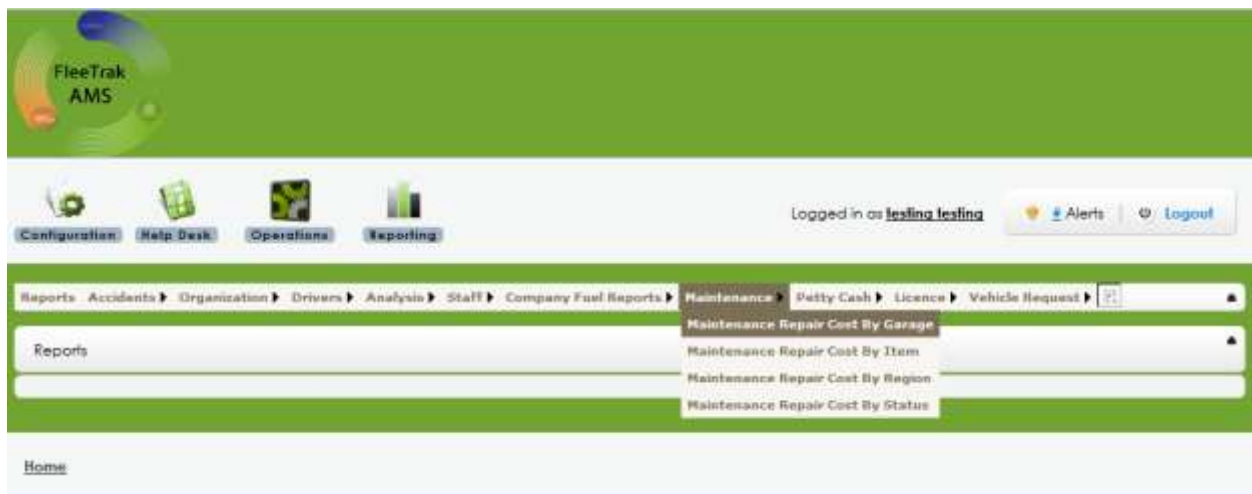 FleeTrak
AMS
Configuration Help Desk Operations Reporting
Logged in as testing testing
Alerts
Logout
Reports Accidents Organization Drivers Analysis Staff Company Fuel Reports Maintenance Petty Cash Licence Vehicle Request
Maintenance Repair Cost By Garage
Reports
Maintenance Repair Cost By Item
Maintenance Repair Cost By Region
Maintenance Repair Cost By Status
Home